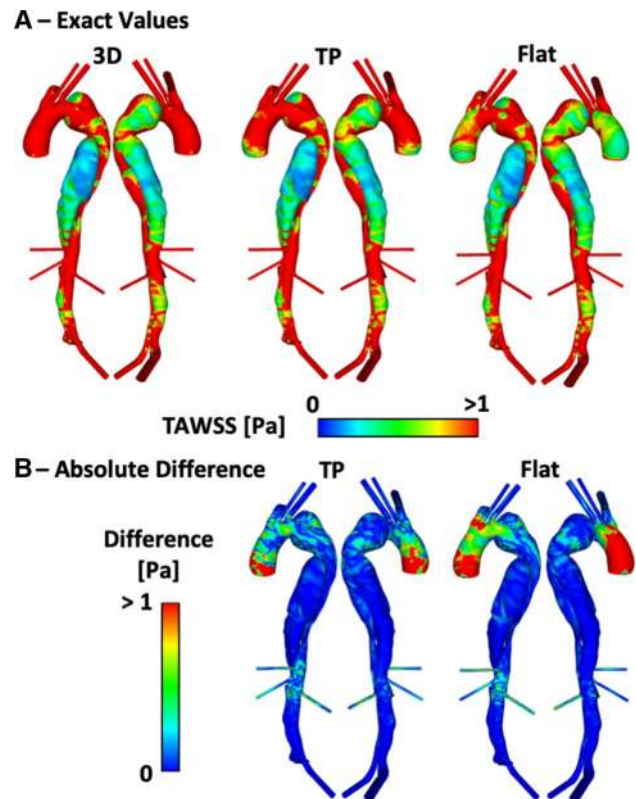 A – Exact Values
3D TP Flat
0 >1
TAWSS [Pa]
B – Absolute Difference TP Flat
Difference
[Pa]
> 1
0